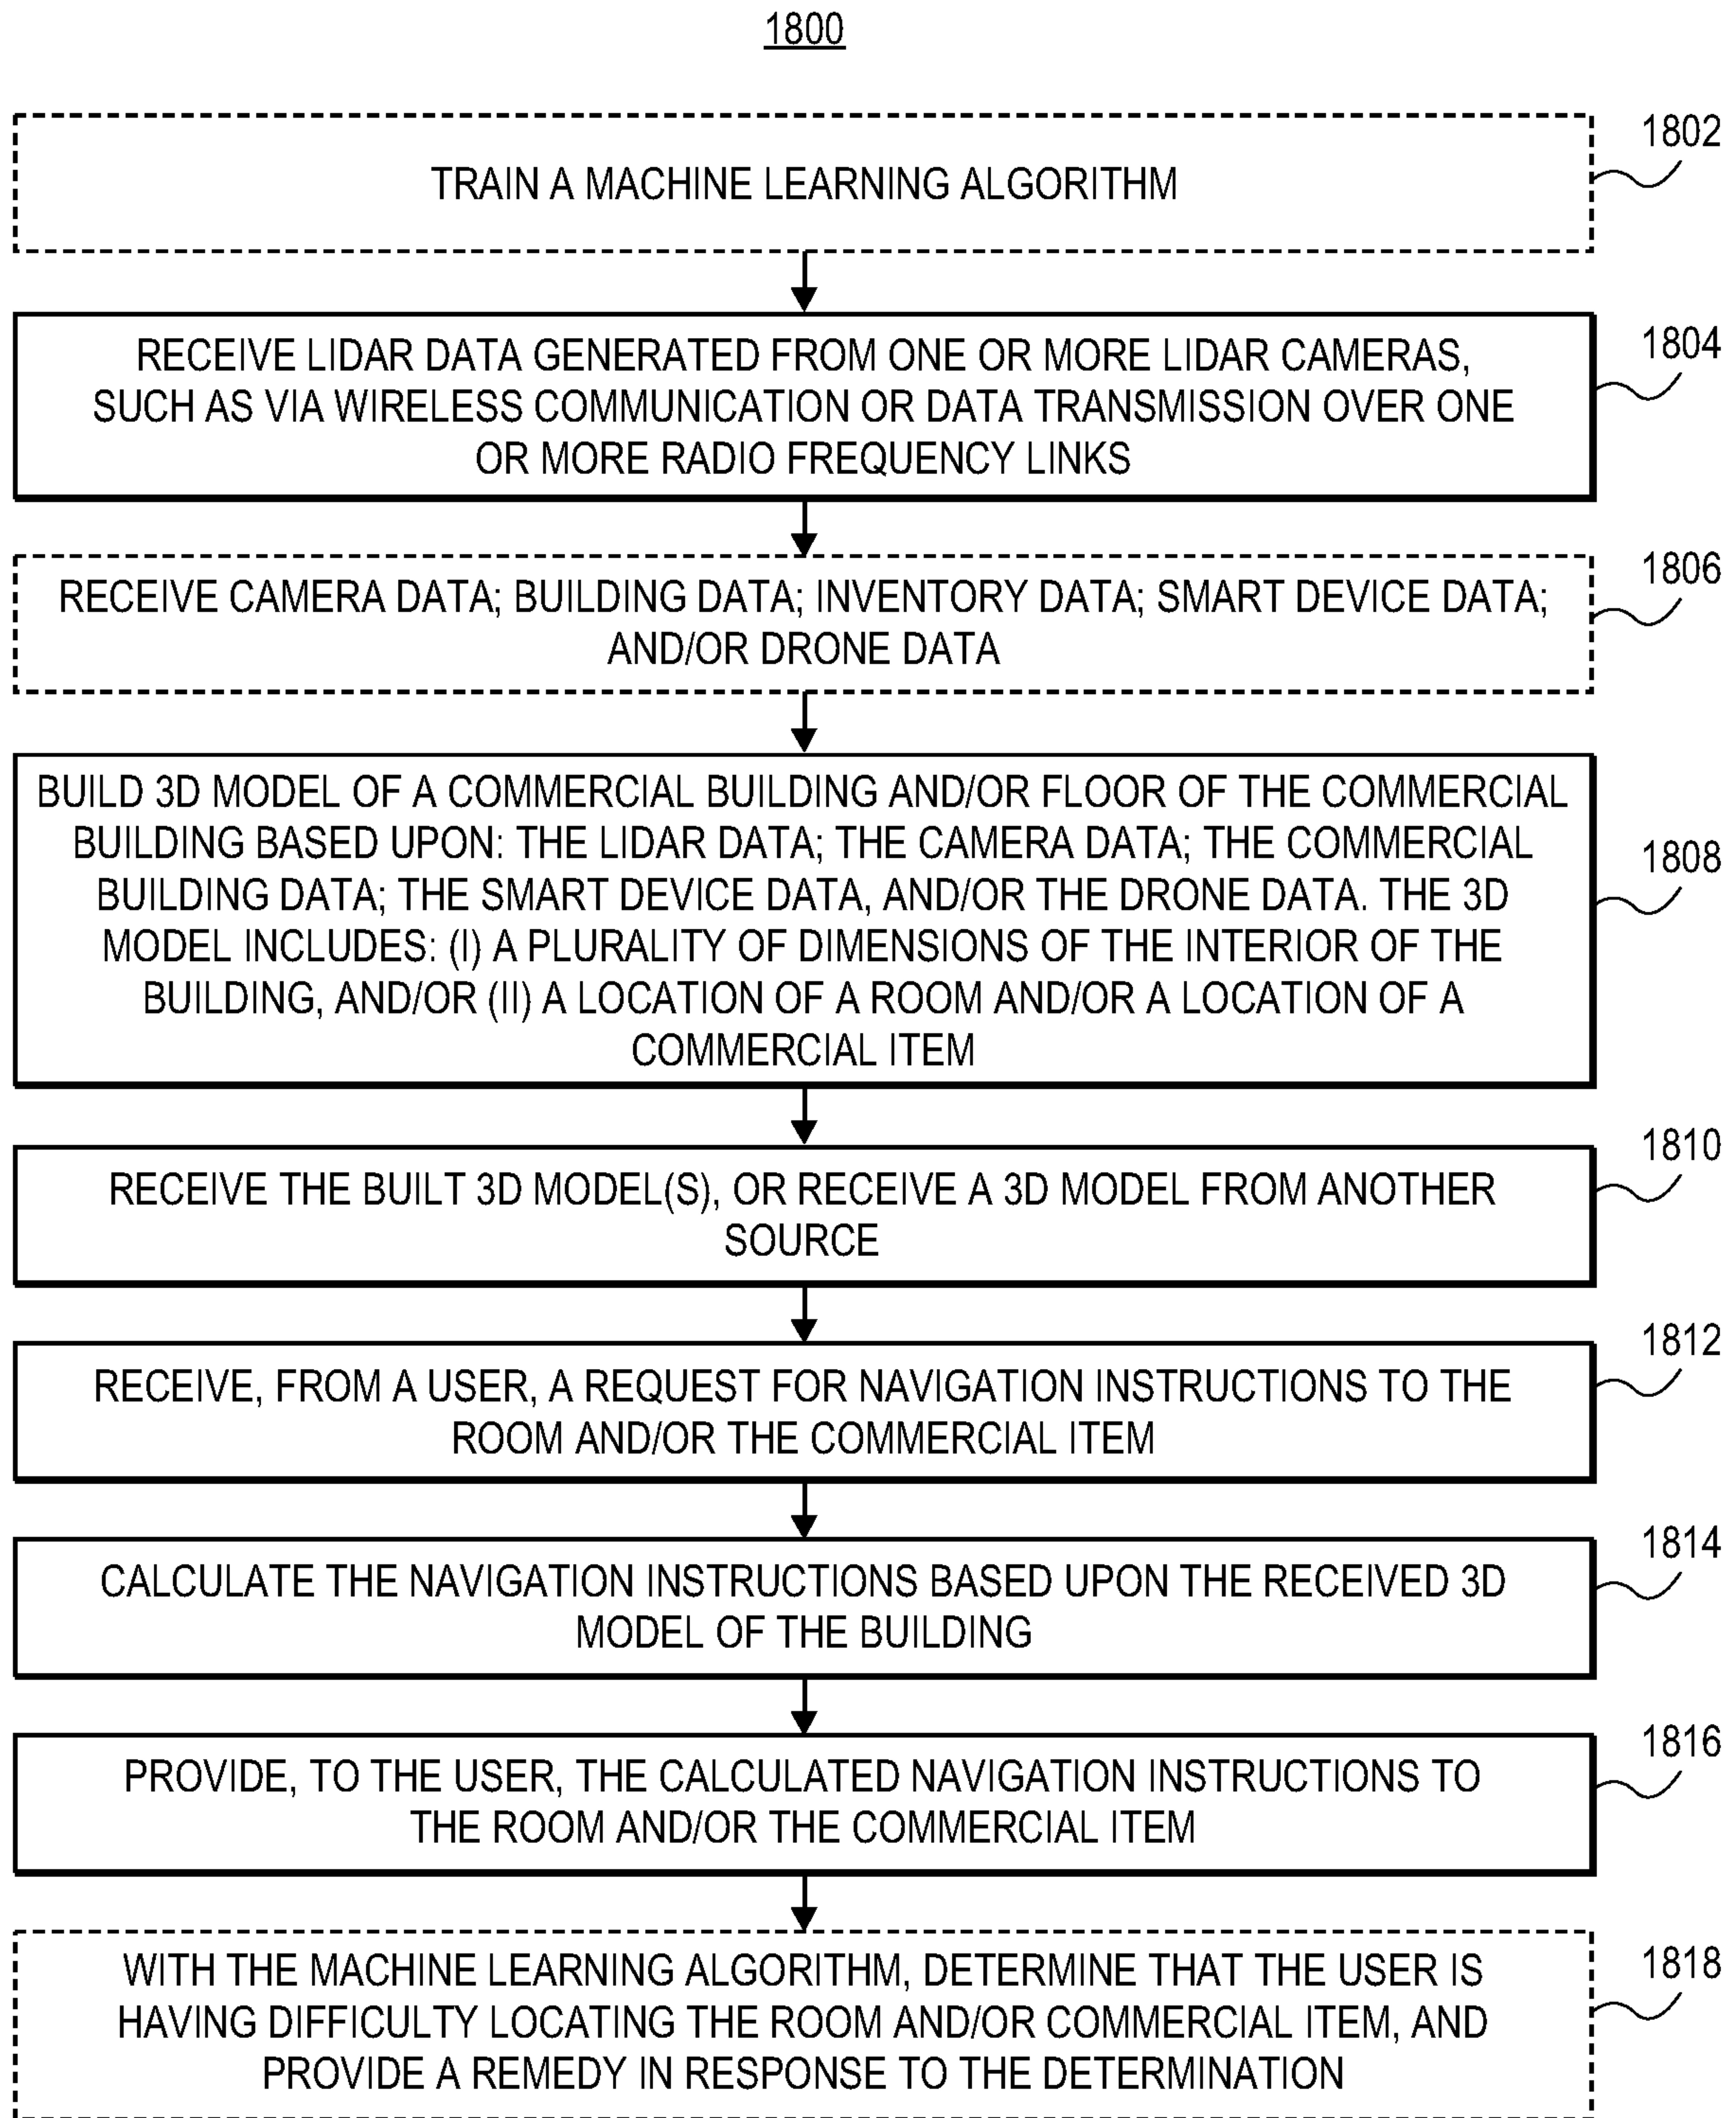 1800
1802
TRAIN A MACHINE LEARNING ALGORITHM
1804
RECEIVE LIDAR DATA GENERATED FROM ONE OR MORE LIDAR CAMERAS,
SUCH AS VIA WIRELESS COMMUNICATION OR DATA TRANSMISSION OVER ONE
OR MORE RADIO FREQUENCY LINKS
1806
RECEIVE CAMERA DATA; BUILDING DATA; INVENTORY DATA; SMART DEVICE DATA;
AND/OR DRONE DATA
1808
BUILD 3D MODEL OF A COMMERCIAL BUILDING AND/OR FLOOR OF THE COMMERCIAL
BUILDING BASED UPON: THE LIDAR DATA; THE CAMERA DATA; THE COMMERCIAL
BUILDING DATA; THE SMART DEVICE DATA, AND/OR THE DRONE DATA. THE 3D
MODEL INCLUDES: (I) A PLURALITY OF DIMENSIONS OF THE INTERIOR OF THE
BUILDING, AND/OR (II) A LOCATION OF A ROOM AND/OR A LOCATION OF A
COMMERCIAL ITEM
1810
RECEIVE THE BUILT 3D MODEL(S), OR RECEIVE A 3D MODEL FROM ANOTHER
SOURCE
1812
RECEIVE, FROM A USER, A REQUEST FOR NAVIGATION INSTRUCTIONS TO THE
ROOM AND/OR THE COMMERCIAL ITEM
1814
CALCULATE THE NAVIGATION INSTRUCTIONS BASED UPON THE RECEIVED 3D
MODEL OF THE BUILDING
1816
PROVIDE, TO THE USER, THE CALCULATED NAVIGATION INSTRUCTIONS TO
THE ROOM AND/OR THE COMMERCIAL ITEM
1818
WITH THE MACHINE LEARNING ALGORITHM, DETERMINE THAT THE USER IS
HAVING DIFFICULTY LOCATING THE ROOM AND/OR COMMERCIAL ITEM, AND
PROVIDE A REMEDY IN RESPONSE TO THE DETERMINATION